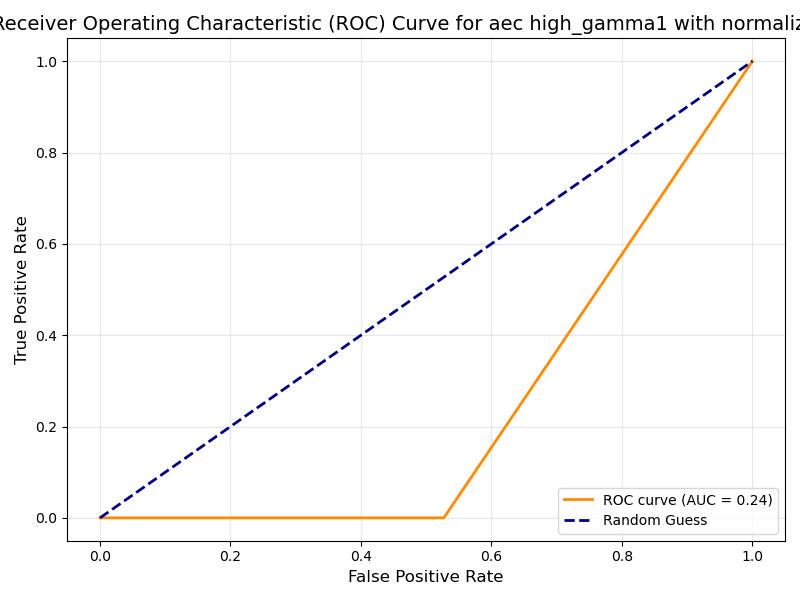 Receiver Operating Characteristic (ROC) Curve for aec high_gamma1 with normaliz
True Positive Rate
1.0
0.8
0.6
0.4
0.2
0.0
ROC curve (AUC = 0.24)
Random Guess
0.0 0.2 0.4 0.6 0.8 1.0
False Positive Rate